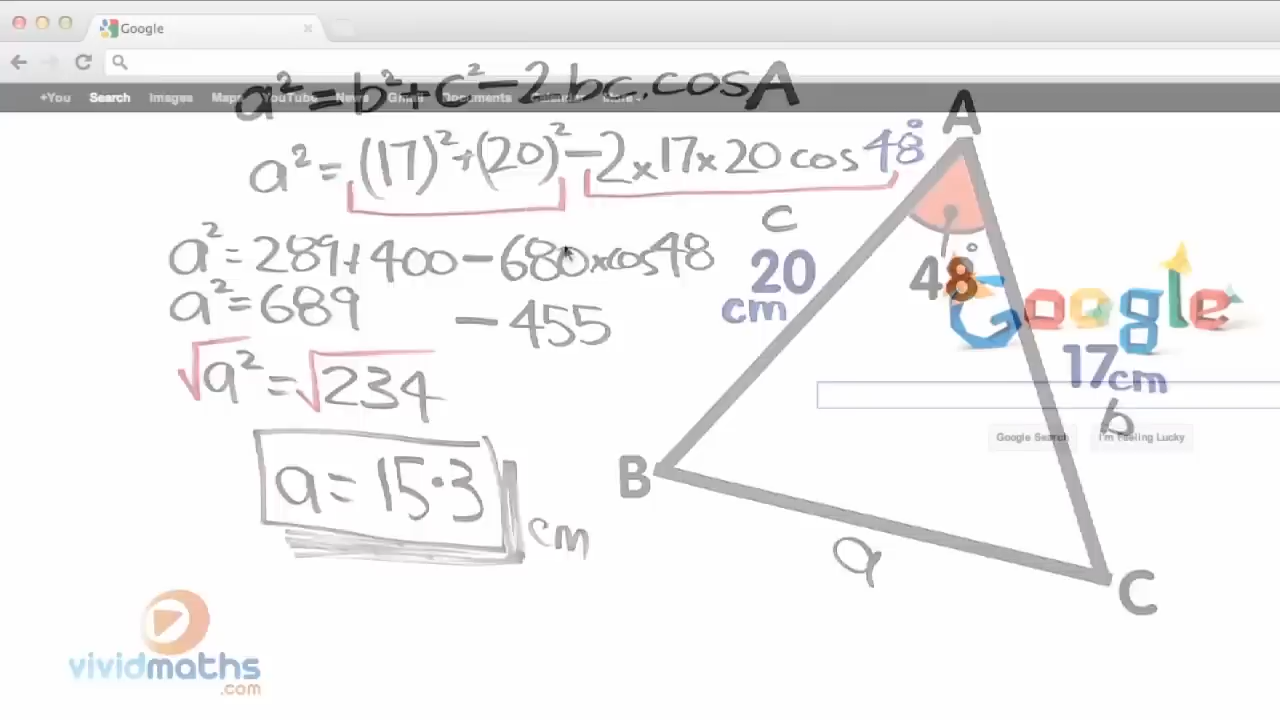 Google
a² = b² + c² - 2bc.cosA
+You Search Images Maps YouTube News Gmail Documents Calendar More
a² = (17)² + (20)² - 2 × 17 × 20 cos 48°
a² = 289 + 400 - 680 × cos 48°
a² = 689 - 455
√a² = √234
a = 15·3 cm
A
48°
c
20
cm
Google
17cm
b
Google Search I'm Feeling Lucky
B
a
C
vividmaths
.com